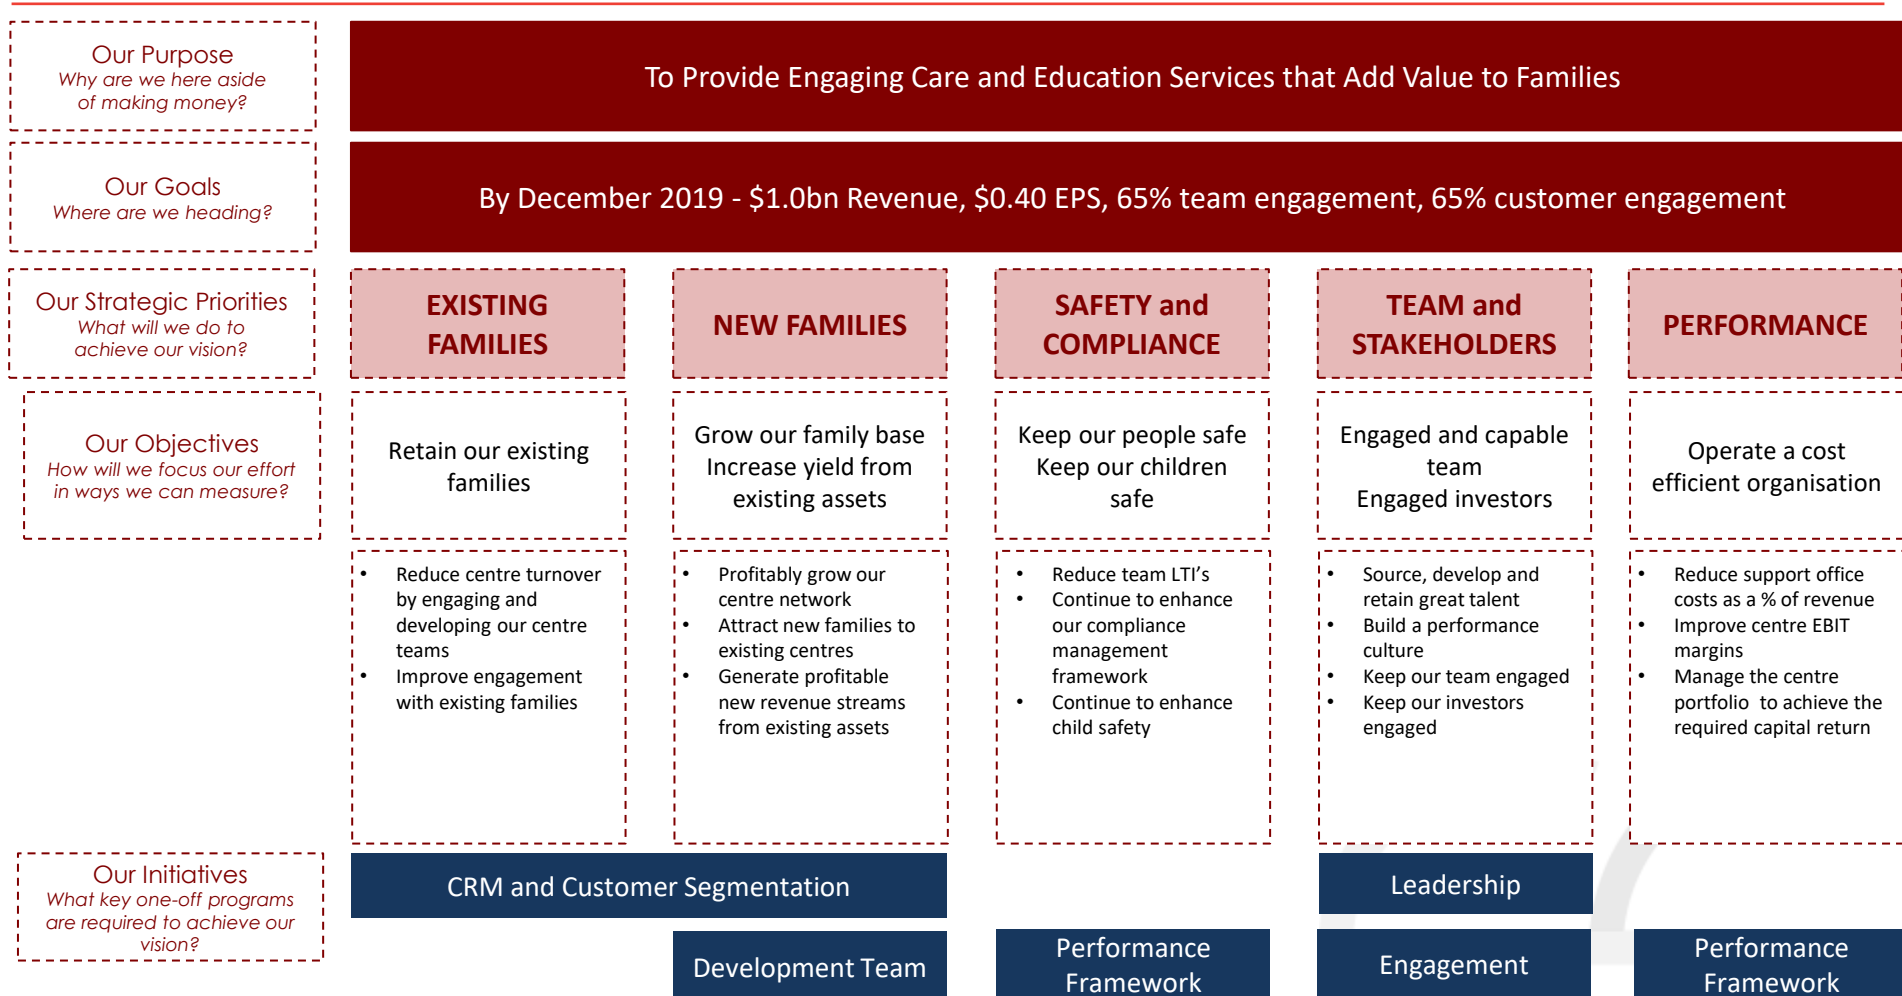 Our Purpose
Why are we here aside
of making money?
To Provide Engaging Care and Education Services that Add Value to Families
Our Goals
Where are we heading?
By December 2019 - $1.0bn Revenue, $0.40 EPS, 65% team engagement, 65% customer engagement
Our Strategic Priorities
What will we do to
achieve our vision?
EXISTING
FAMILIES
NEW FAMILIES
SAFETY and
COMPLIANCE
TEAM and
STAKEHOLDERS
PERFORMANCE
Our Objectives
How will we focus our effort
in ways we can measure?
Retain our existing
families
Grow our family base
Increase yield from
existing assets
Keep our people safe
Keep our children
safe
Engaged and capable
team
Engaged investors
Operate a cost
efficient organisation
• Reduce centre turnover
by engaging and
developing our centre
teams
• Improve engagement
with existing families
• Profitably grow our
centre network
• Attract new families to
existing centres
• Generate profitable
new revenue streams
from existing assets
• Reduce team LTI’s
• Continue to enhance
our compliance
management
framework
• Continue to enhance
child safety
• Source, develop and
retain great talent
• Build a performance
culture
• Keep our team engaged
• Keep our investors
engaged
• Reduce support office
costs as a % of revenue
• Improve centre EBIT
margins
• Manage the centre
portfolio to achieve the
required capital return
Our Initiatives
What key one-off programs
are required to achieve our
vision?
CRM and Customer Segmentation
Leadership
Development Team
Performance
Framework
Engagement
Performance
Framework